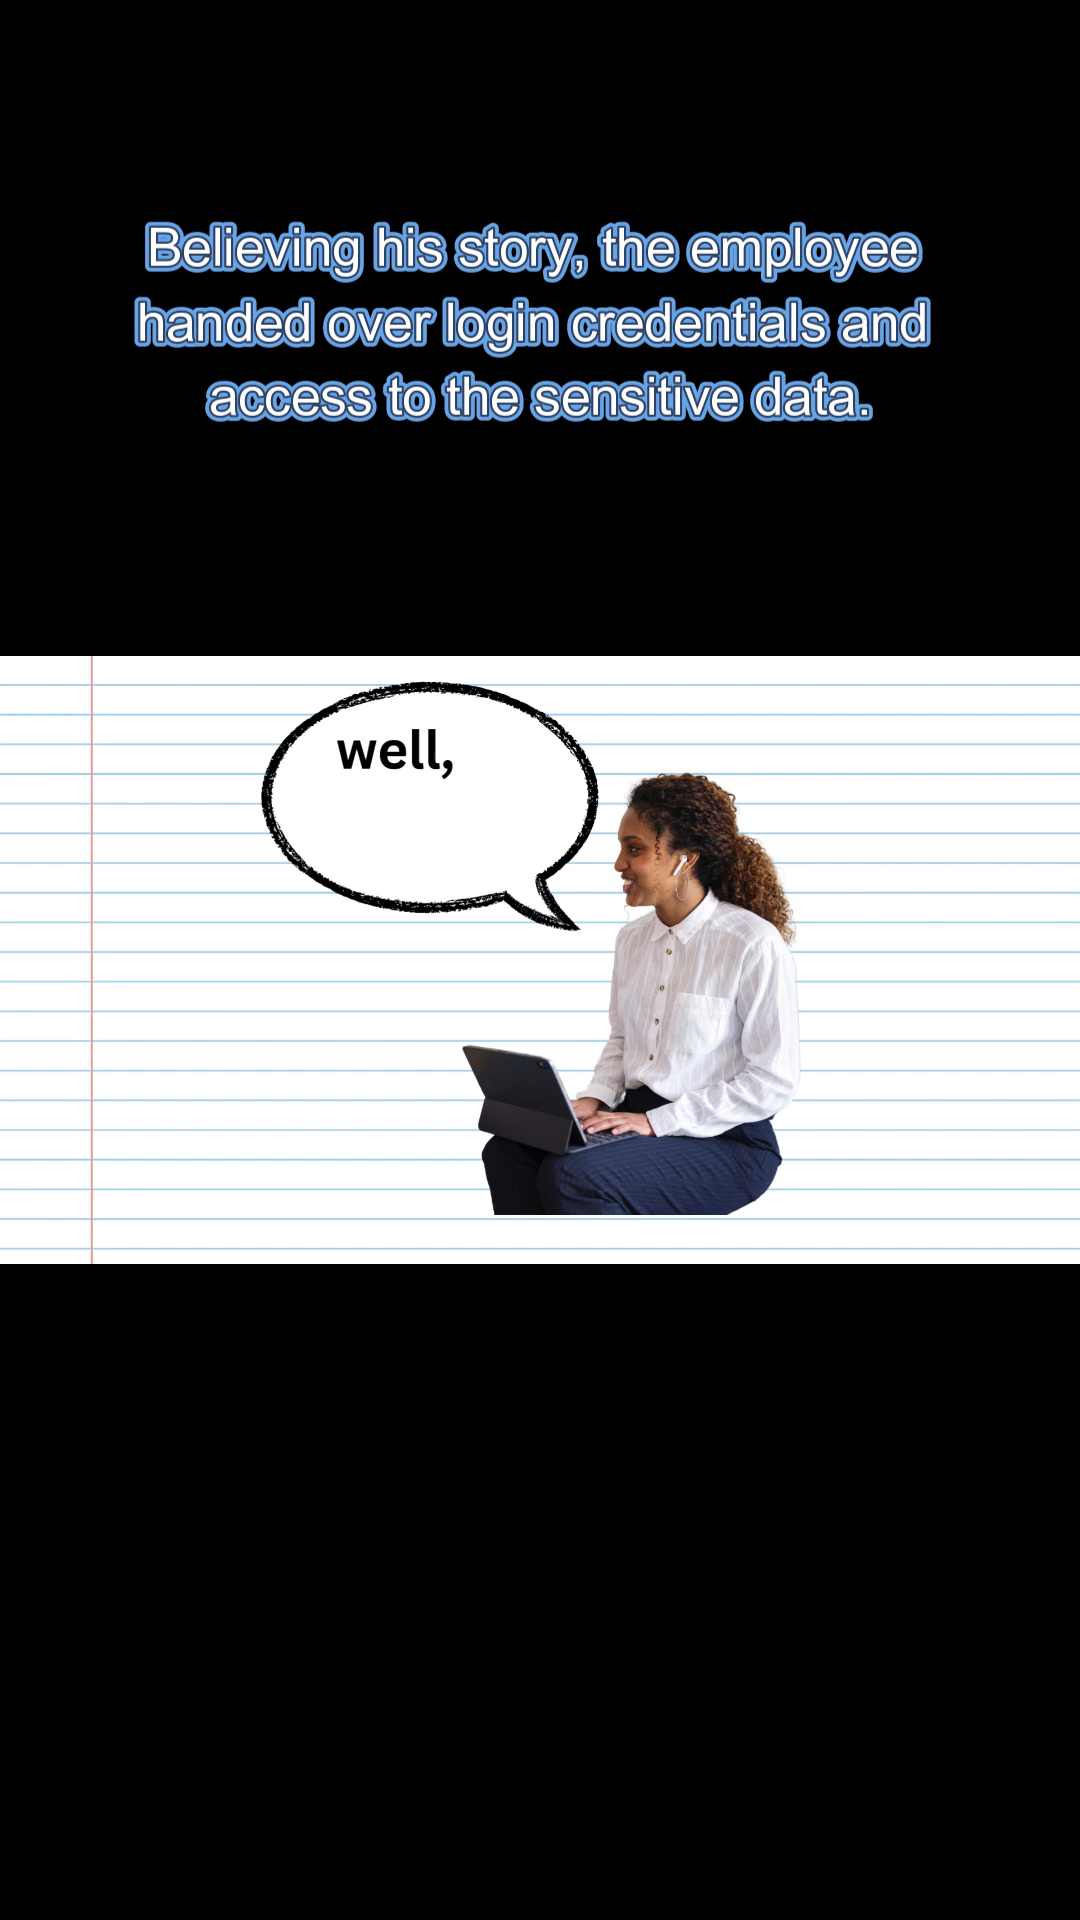 Believing his story, the employee
handed over login credentials and
access to the sensitive data.
well,